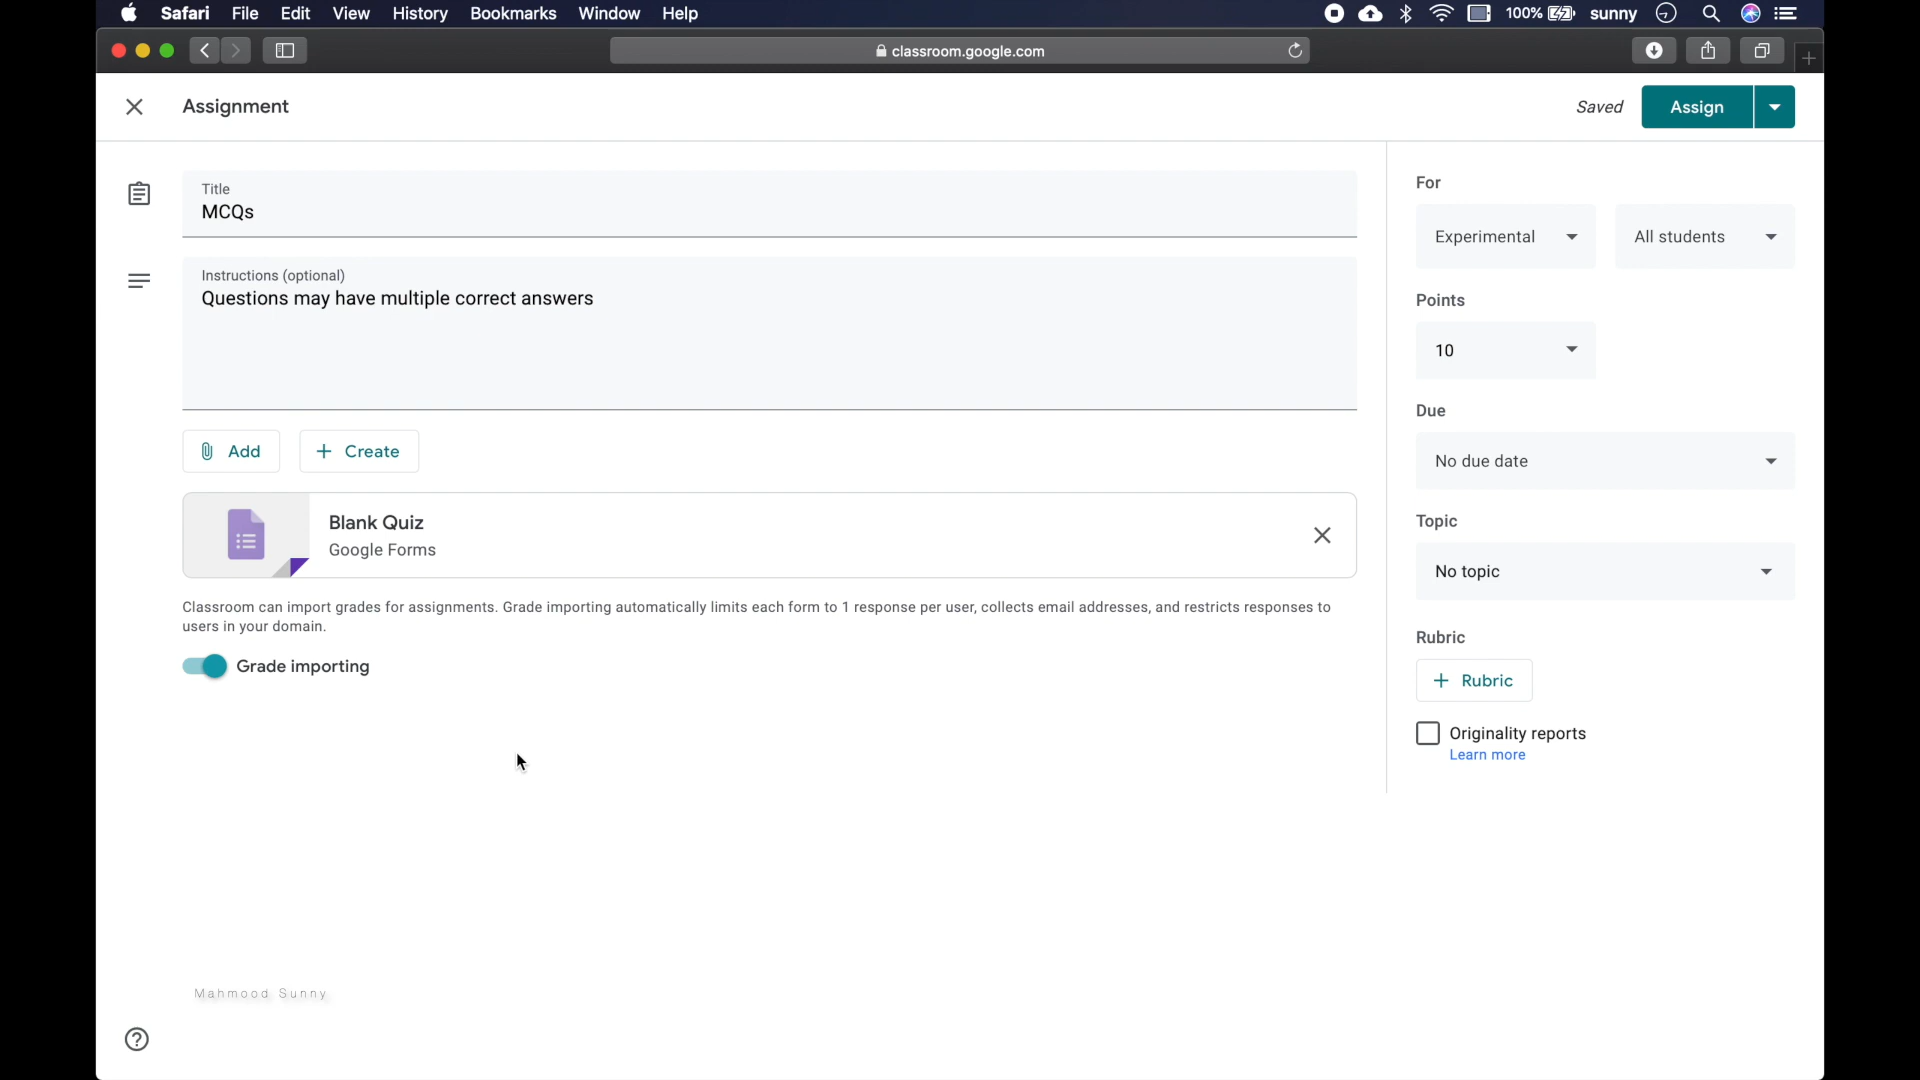 Safari File Edit View History Bookmarks Window Help 100% sunny
classroom.google.com
Assignment Saved Assign
Title
MCQs
Instructions (optional)
Questions may have multiple correct answers
Add Create
Blank Quiz
Google Forms
Classroom can import grades for assignments. Grade importing automatically limits each form to 1 response per user, collects email addresses, and restricts responses to
users in your domain.
Grade importing
For
Experimental All students
Points
10
Due
No due date
Topic
No topic
Rubric
Rubric
Originality reports
Learn more
Mahmood Sunny